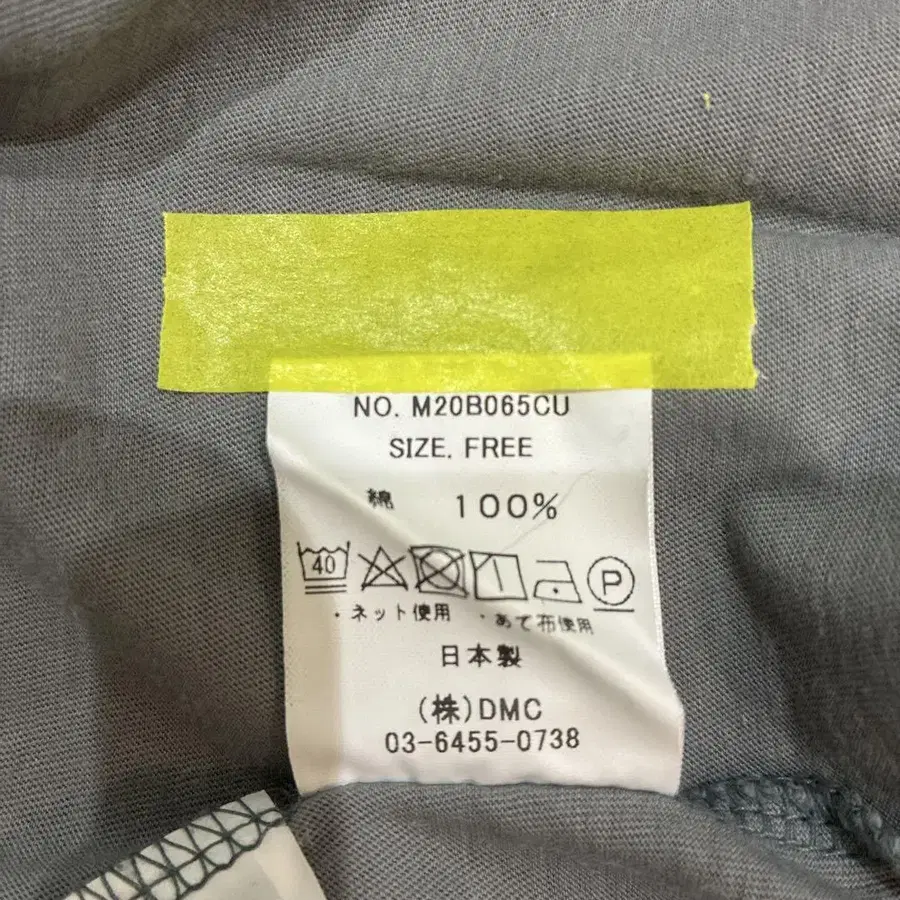 NO. M20B065CU
SIZE. FREE
綿 100%
40 P
・ネット使用 ・あて布使用
日本製
(株)DMC
03-6455-0738